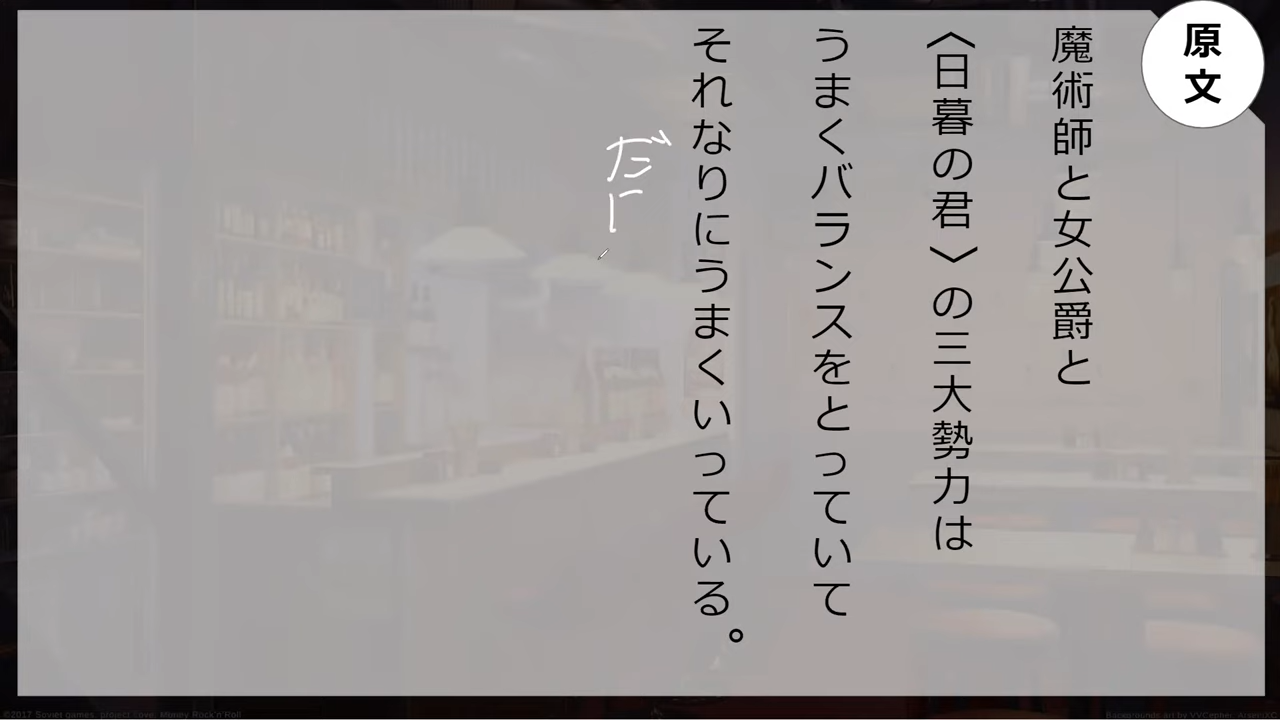 原文
魔術師と女公爵と
〈日暮の君〉の三大勢力は
うまくバランスをとっていて
それなりにうまくいっている。